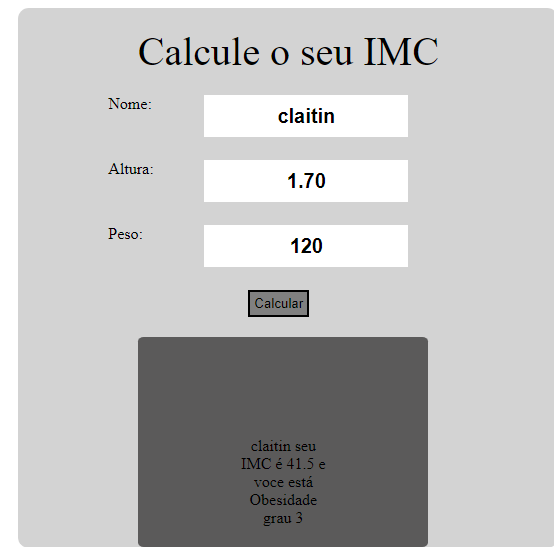 Calcule o seu IMC
Nome:
claitin
Altura:
1.70
Peso:
120
Calcular
claitin seu
IMC é 41.5 e
voce está
Obesidade
grau 3